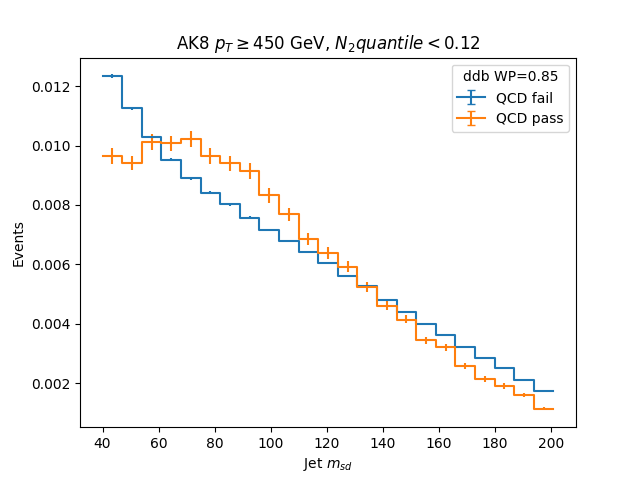 AK8 $p_T \geq 450$ GeV, $N_2quantile < 0.12$
ddb WP=0.85
QCD fail
QCD pass
Events
0.012
0.010
0.008
0.006
0.004
0.002
40 60 80 100 120 140 160 180 200
Jet $m_{sd}$